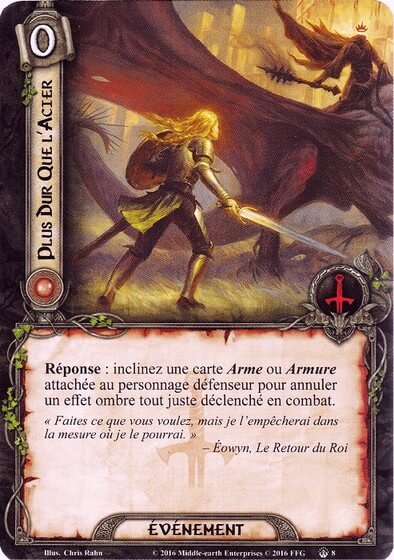 0
PLUS DUR QUE L'ACIER
Réponse : inclinez une carte Arme ou Armure
attachée au personnage défenseur pour annuler
un effet ombre tout juste déclenché en combat.
« Faites ce que vous voulez, mais je l'empêcherai dans
la mesure où je le pourrai. »
– Éowyn, Le Retour du Roi
ÉVÉNEMENT
Illus. Chris Rahn
© 2016 Middle-earth Enterprises © 2016 FFG
8